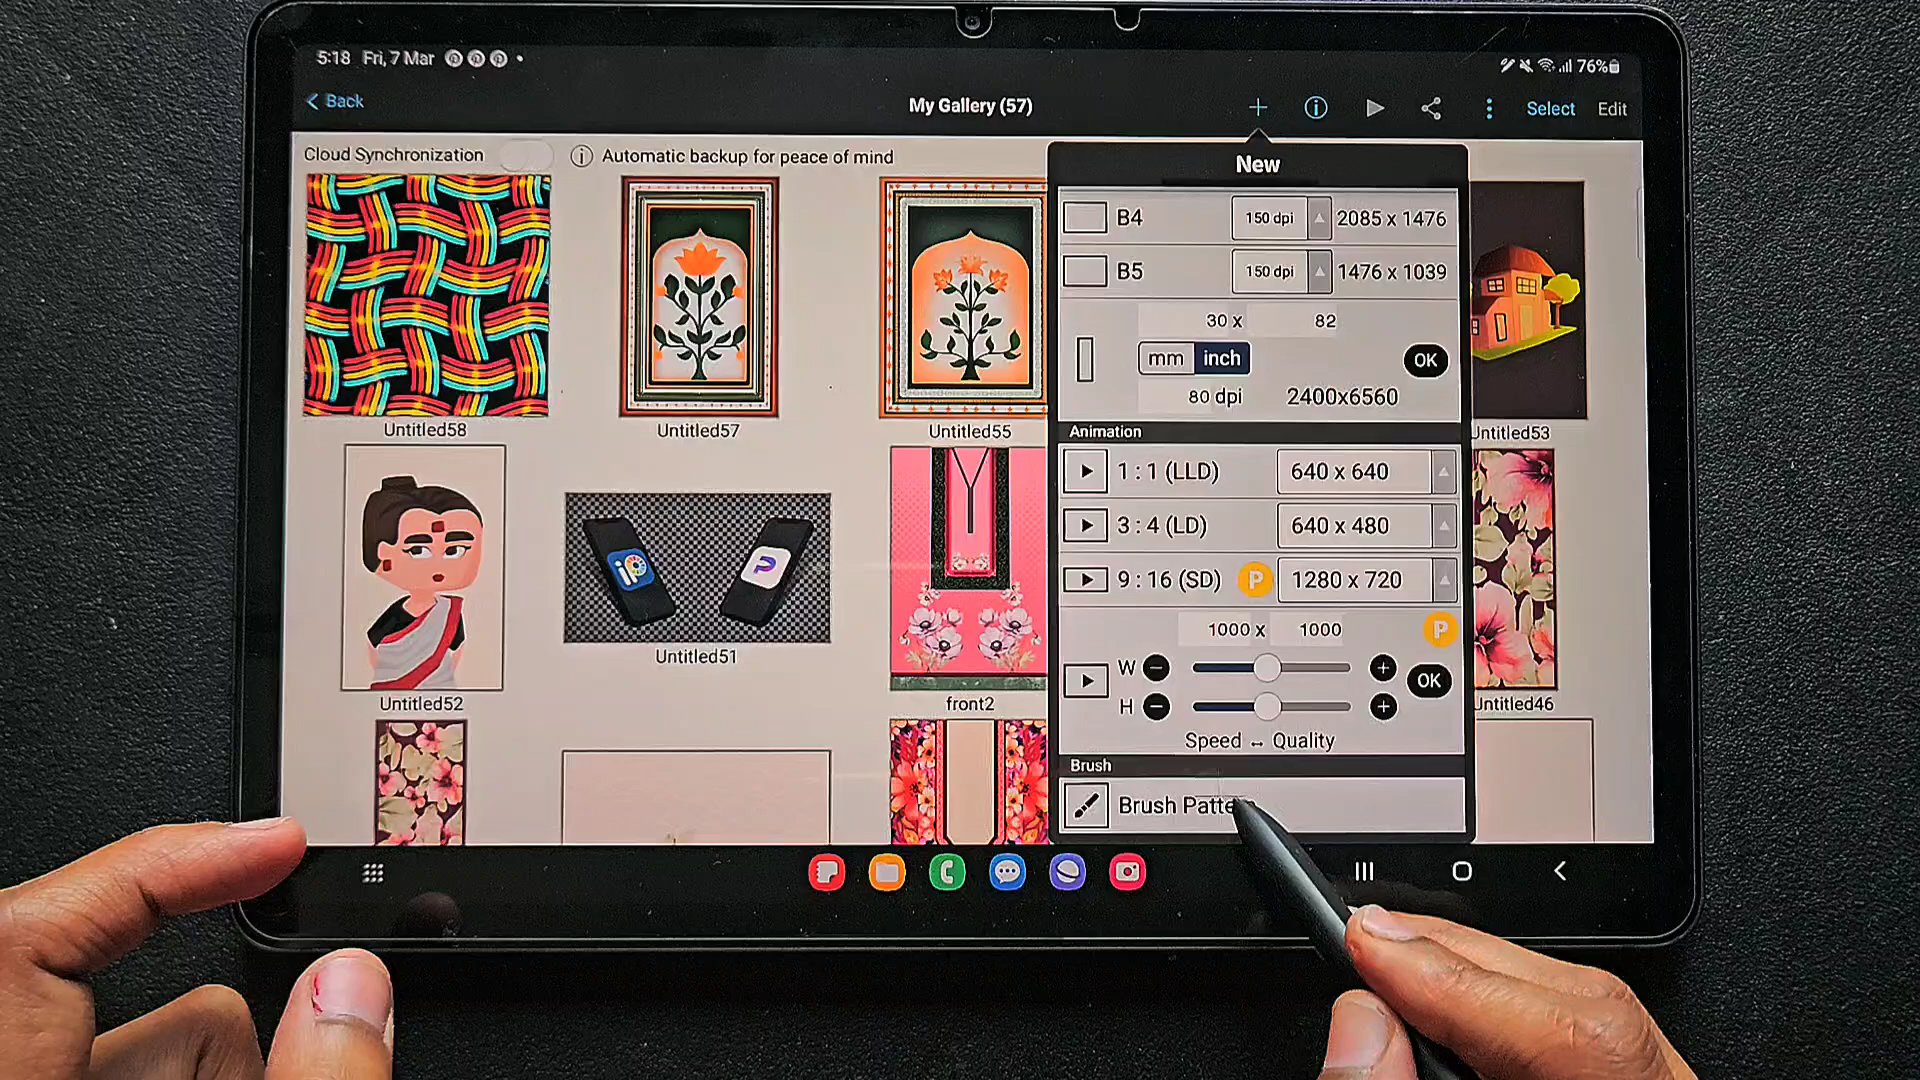 5:18 Fri, 7 Mar
76%
Back
My Gallery (57)
Select
Edit
Cloud Synchronization
Automatic backup for peace of mind
Untitled58
Untitled57
Untitled55
Untitled53
Untitled52
Untitled51
front2
Untitled46
iP
P
New
B4 150 dpi 2085 x 1476
B5 150 dpi 1476 x 1039
30 x 82
mm inch
OK
80 dpi 2400x6560
Animation
1 : 1 (LLD) 640 x 640
3 : 4 (LD) 640 x 480
9 : 16 (SD) P 1280 x 720
1000 x 1000 P
W
OK
H
Speed ↔ Quality
Brush
Brush